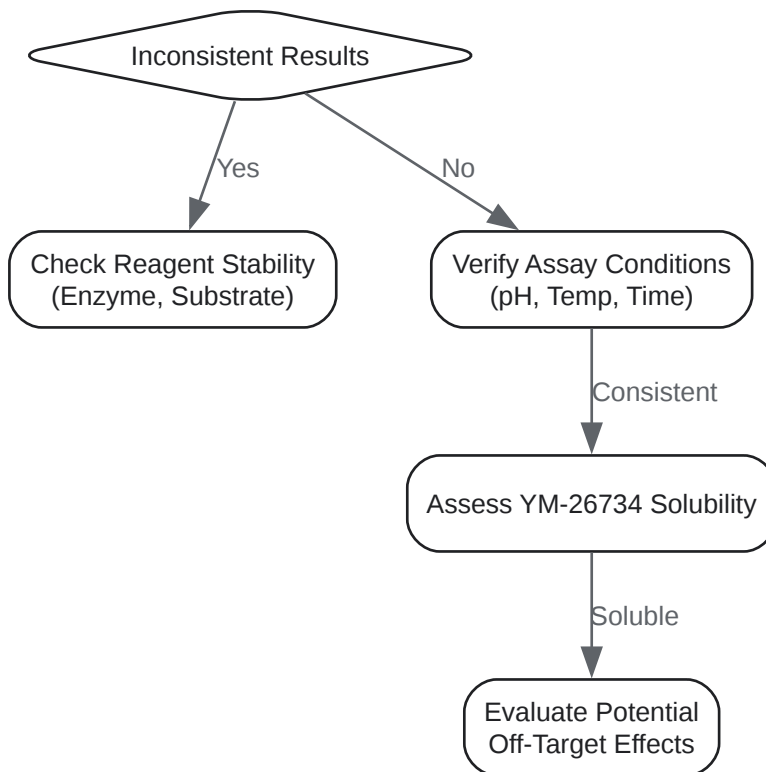 Inconsistent Results
Yes
No
Check Reagent Stability
(Enzyme, Substrate)
Verify Assay Conditions
(pH, Temp, Time)
Consistent
Assess YM-26734 Solubility
Soluble
Evaluate Potential
Off-Target Effects